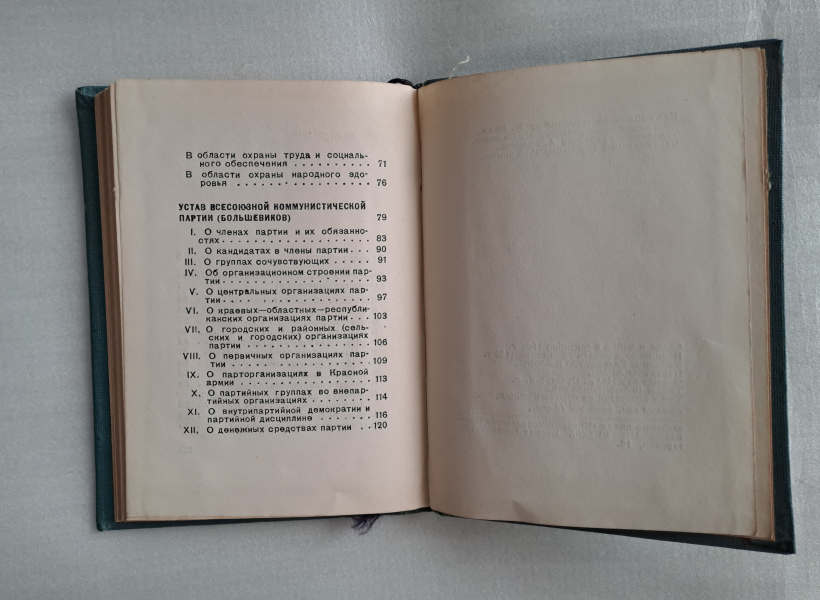 В области охраны труда и социаль-
ного обеспечения . . . . . . . . . . 71
В области охраны народного здо-
ровья . . . . . . . . . . . . . . . 76
УСТАВ ВСЕСОЮЗНОЙ КОММУНИСТИЧЕСКОЙ
ПАРТИИ (БОЛЬШЕВИКОВ) 79
I. О членах партии и их обязанно-
стях . . . . . . . . . . . . . . . 83
II. О кандидатах в члены партии . . 90
III. О группах сочувствующих . . . . 91
IV. Об организационном строении пар-
тии . . . . . . . . . . . . . . . 93
V. О центральных организациях пар-
тии . . . . . . . . . . . . . . . 97
VI. О краевых—областных—республи-
канских организациях партии . . . 103
VII. О городских и районных (сель-
ских и городских) организациях
партии . . . . . . . . . . . . . 106
VIII. О первичных организациях пар-
тии . . . . . . . . . . . . . . . 109
IX. О парторганизациях в Красной
армии . . . . . . . . . . . . . . 113
X. О партийных группах во внепар-
тийных организациях . . . . . . . 114
XI. О внутрипартийной демократии и
партийной дисциплине . . . . . . 116
XII. О денежных средствах партии . . 120